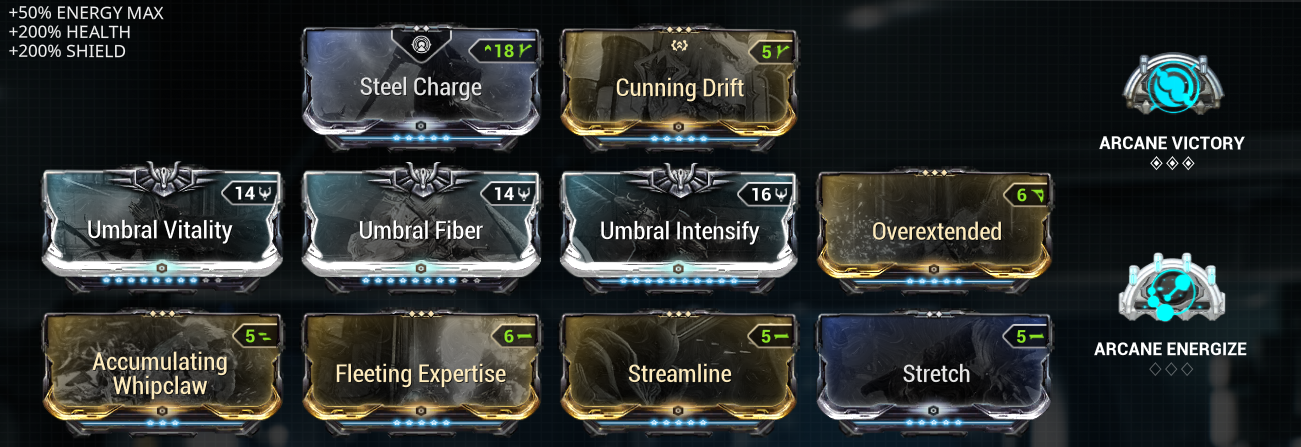 +50% ENERGY MAX
+200% HEALTH
+200% SHIELD
18
Steel Charge
5
Cunning Drift
ARCANE VICTORY
14
Umbral Vitality
14
Umbral Fiber
16
Umbral Intensify
6
Overextended
5
Accumulating
Whipclaw
6
Fleeting Expertise
5
Streamline
5
Stretch
ARCANE ENERGIZE